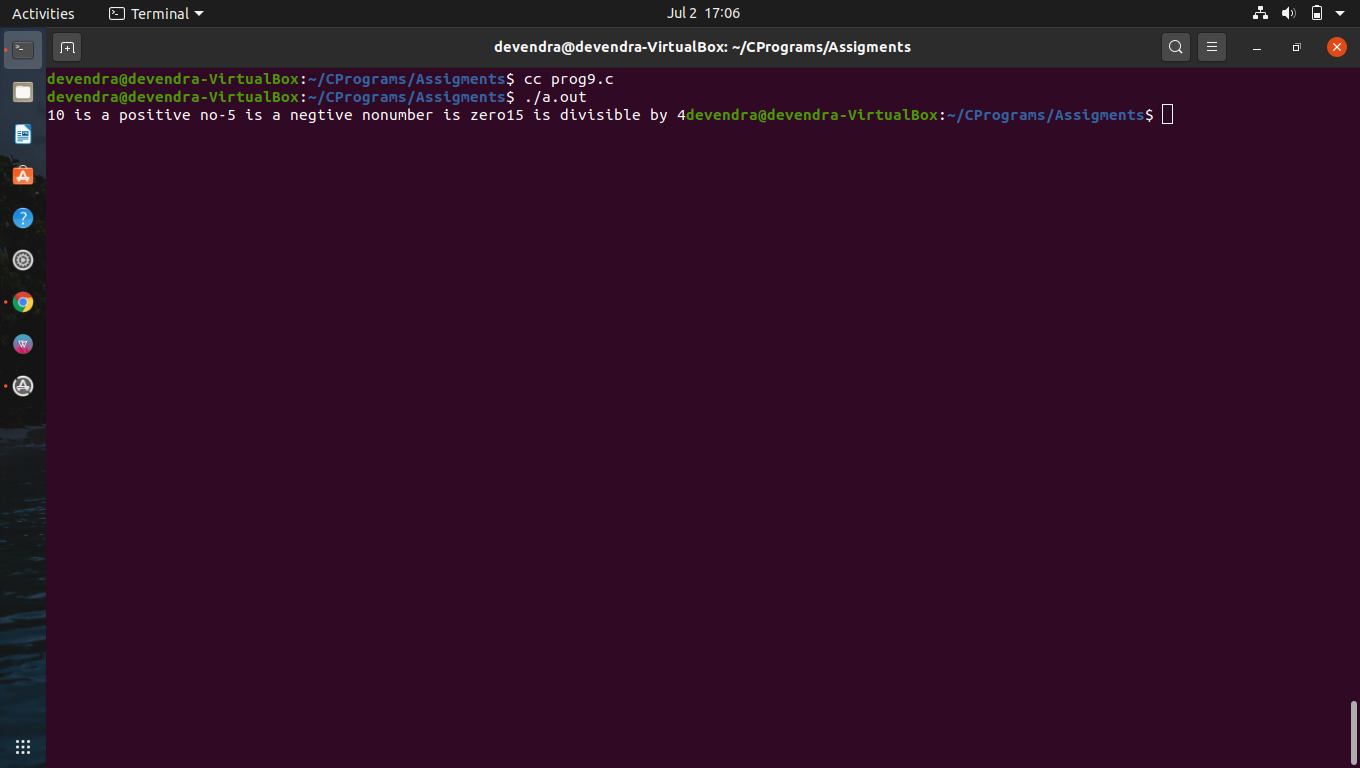 Activities Terminal Jul 2 17:06
devendra@devendra-VirtualBox: ~/CPrograms/Assigments
devendra@devendra-VirtualBox:~/CPrograms/Assigments$ cc prog9.c
devendra@devendra-VirtualBox:~/CPrograms/Assigments$ ./a.out
10 is a positive no-5 is a negtive nonumber is zero15 is divisible by 4devendra@devendra-VirtualBox:~/CPrograms/Assigments$